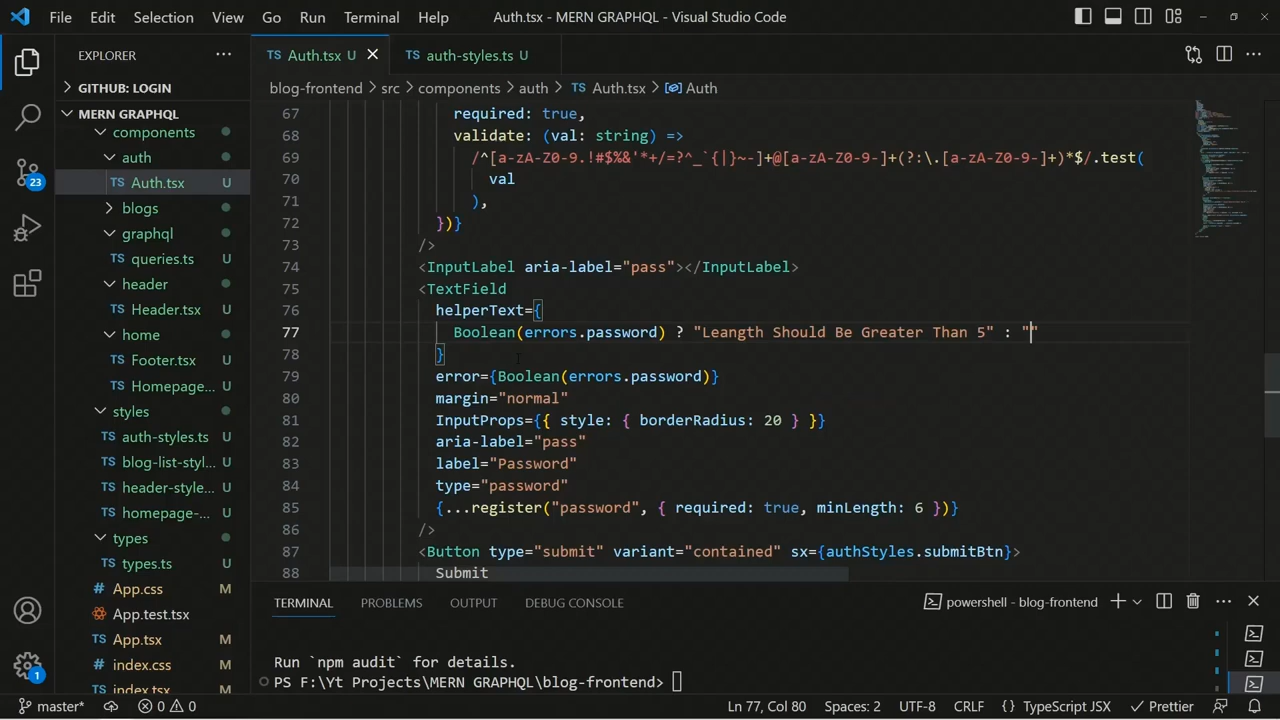 File Edit Selection View Go Run Terminal Help Auth.tsx - MERN GRAPHQL - Visual Studio Code
EXPLORER
GITHUB: LOGIN
MERN GRAPHQL
components
auth
Auth.tsx U
blogs
graphql
queries.ts U
header
Header.tsx U
home
Footer.tsx U
Homepage... U
styles
auth-styles.ts U
blog-list-styl... U
header-style... U
homepage-... U
types
types.ts U
App.css M
App.test.tsx
App.tsx M
index.css M
index.tsx M
23
1
Auth.tsx U
auth-styles.ts U
blog-frontend > src > components > auth > Auth.tsx > Auth
67 required: true,
68 validate: (val: string) =>
69 /^[a-zA-Z0-9.!#$%&'*+/=?^_`{|}~-]+@[a-zA-Z0-9-]+(?:\.[a-zA-Z0-9-]+)*$/.test(
70 val
71 ),
72 })}
73 />
74 <InputLabel aria-label="pass"></InputLabel>
75 <TextField
76 helperText={
77 Boolean(errors.password) ? "Leangth Should Be Greater Than 5" : ""
78 }
79 error={Boolean(errors.password)}
80 margin="normal"
81 InputProps={{ style: { borderRadius: 20 } }}
82 aria-label="pass"
83 label="Password"
84 type="password"
85 {...register("password", { required: true, minLength: 6 })}
86 />
87 <Button type="submit" variant="contained" sx={authStyles.submitBtn}>
88 Submit
TERMINAL PROBLEMS OUTPUT DEBUG CONSOLE powershell - blog-frontend
Run `npm audit` for details.
PS F:\Yt Projects\MERN GRAPHQL\blog-frontend>
master* 0 0 Ln 77, Col 80 Spaces: 2 UTF-8 CRLF {} TypeScript JSX Prettier